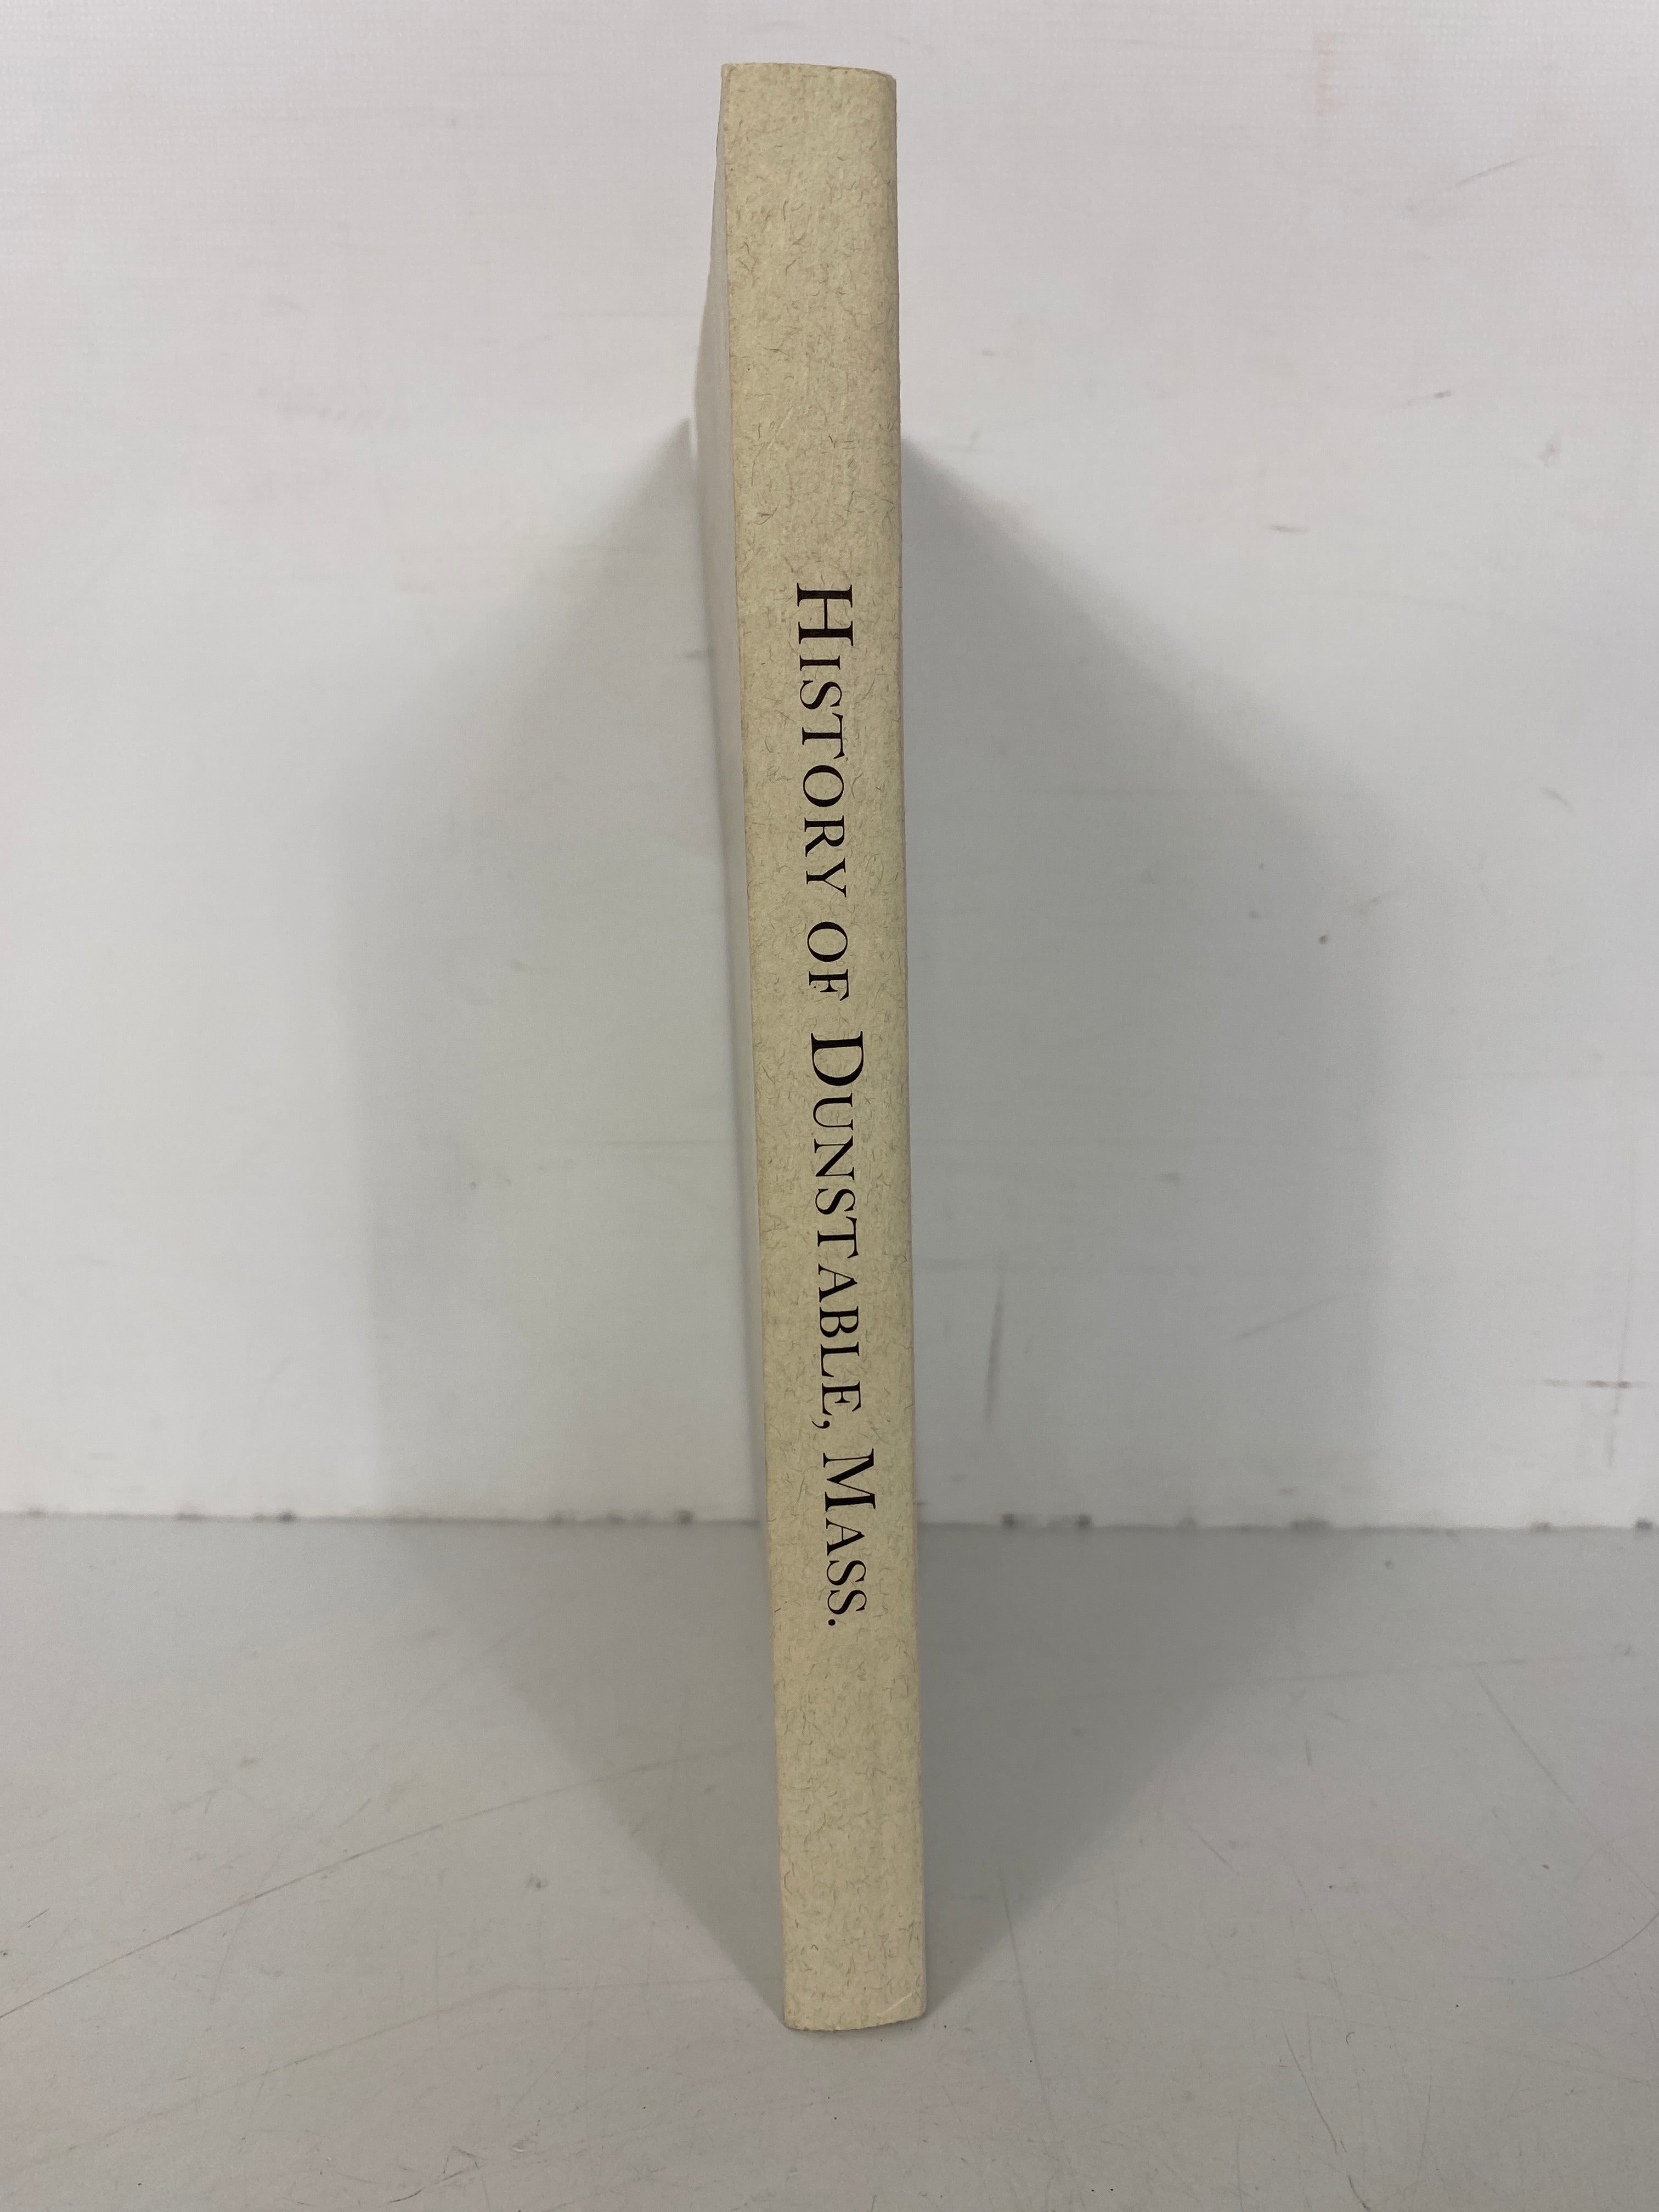 History of Dunstable, Mass.